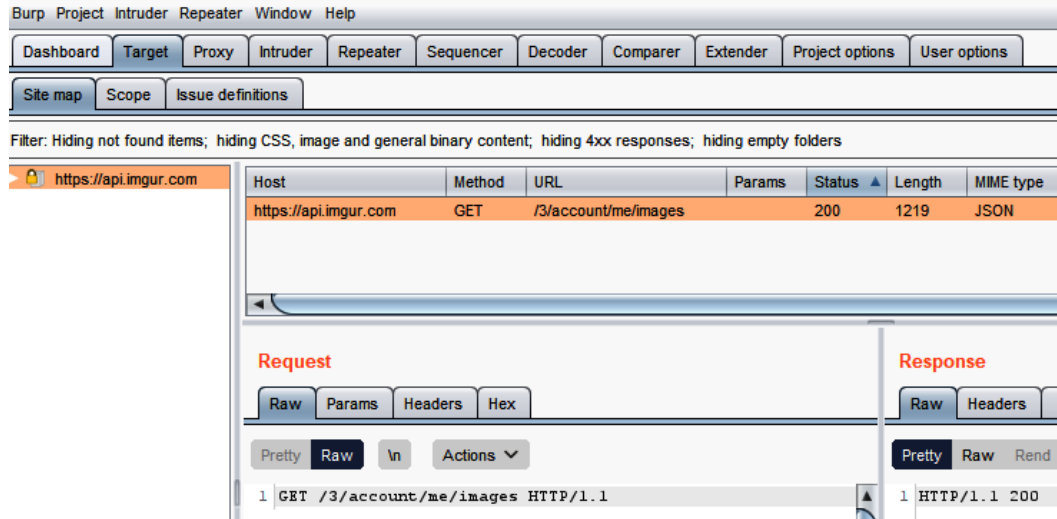 Burp Project Intruder Repeater Window Help
Dashboard Target Proxy Intruder Repeater Sequencer Decoder Comparer Extender Project options User options
Site map Scope Issue definitions
Filter: Hiding not found items; hiding CSS, image and general binary content; hiding 4xx responses; hiding empty folders
https://api.imgur.com
Host Method URL Params Status Length MIME type
https://api.imgur.com GET /3/account/me/images 200 1219 JSON
Request
Raw Params Headers Hex
Pretty Raw \n Actions
1 GET /3/account/me/images HTTP/1.1
Response
Raw Headers
Pretty Raw Rend
1 HTTP/1.1 200